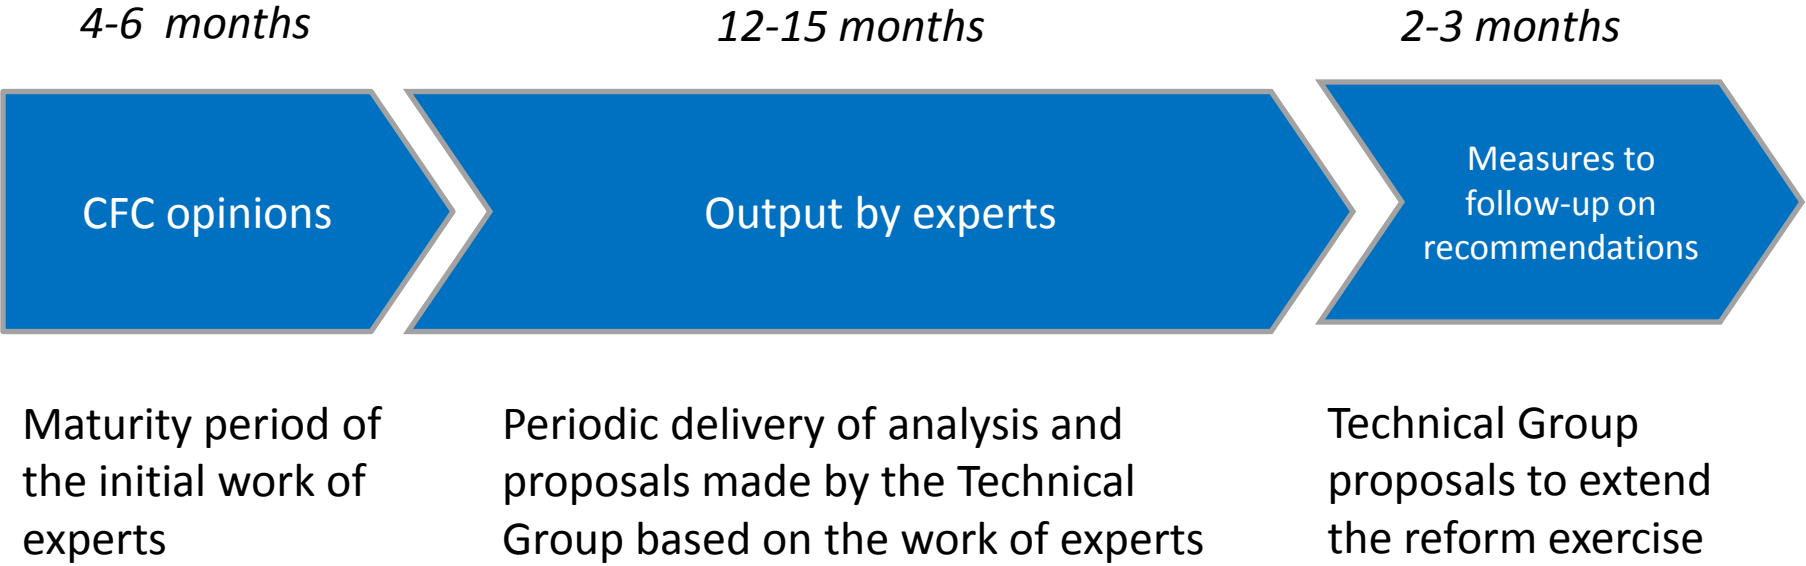 4-6 months
12-15 months
2-3 months
CFC opinions
Output by experts
Measures to
follow-up on
recommendations
Maturity period of
the initial work of
experts
Periodic delivery of analysis and
proposals made by the Technical
Group based on the work of experts
Technical Group
proposals to extend
the reform exercise